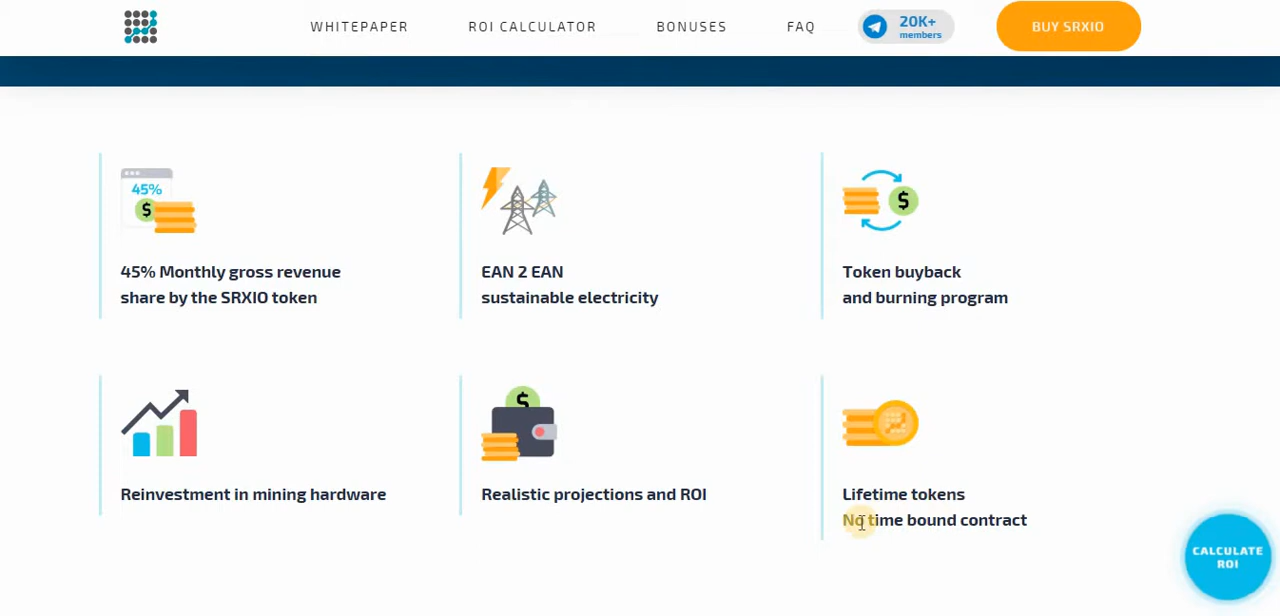 WHITEPAPER
ROI CALCULATOR
BONUSES
FAQ
20K+
members
BUY SRXIO
45%
$
45% Monthly gross revenue
share by the SRXIO token
EAN 2 EAN
sustainable electricity
$
Token buyback
and burning program
Reinvestment in mining hardware
$
Realistic projections and ROI
Lifetime tokens
No time bound contract
CALCULATE
ROI